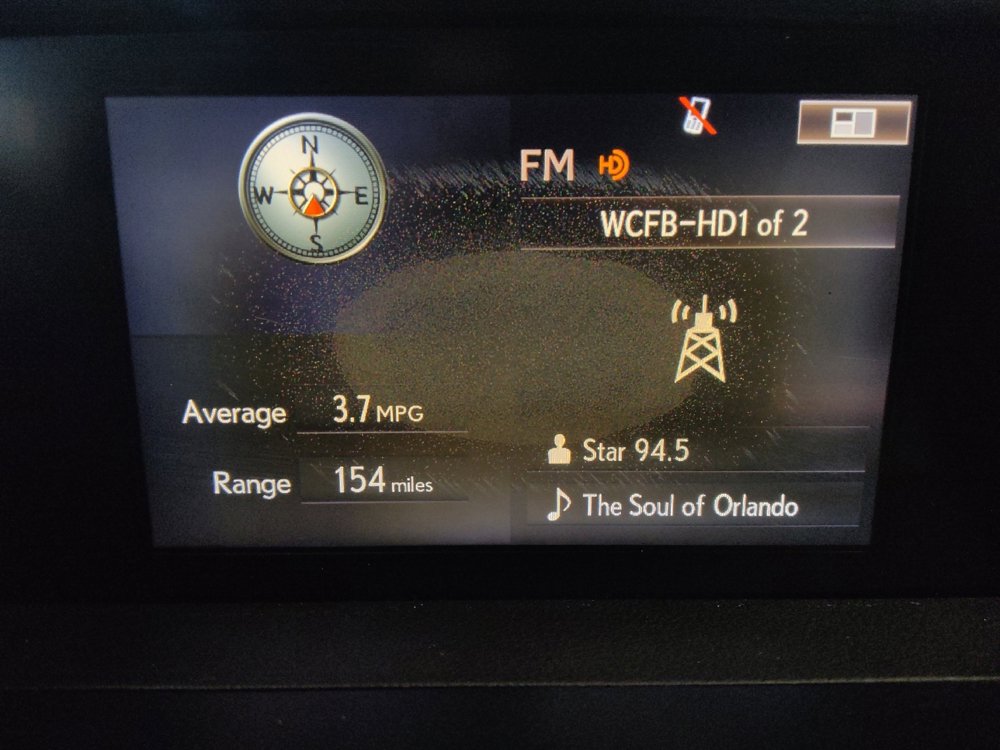 N
W E
S
FM HD
WCFB-HD1 of 2
Average 3.7 MPG
Range 154 miles
Star 94.5
The Soul of Orlando